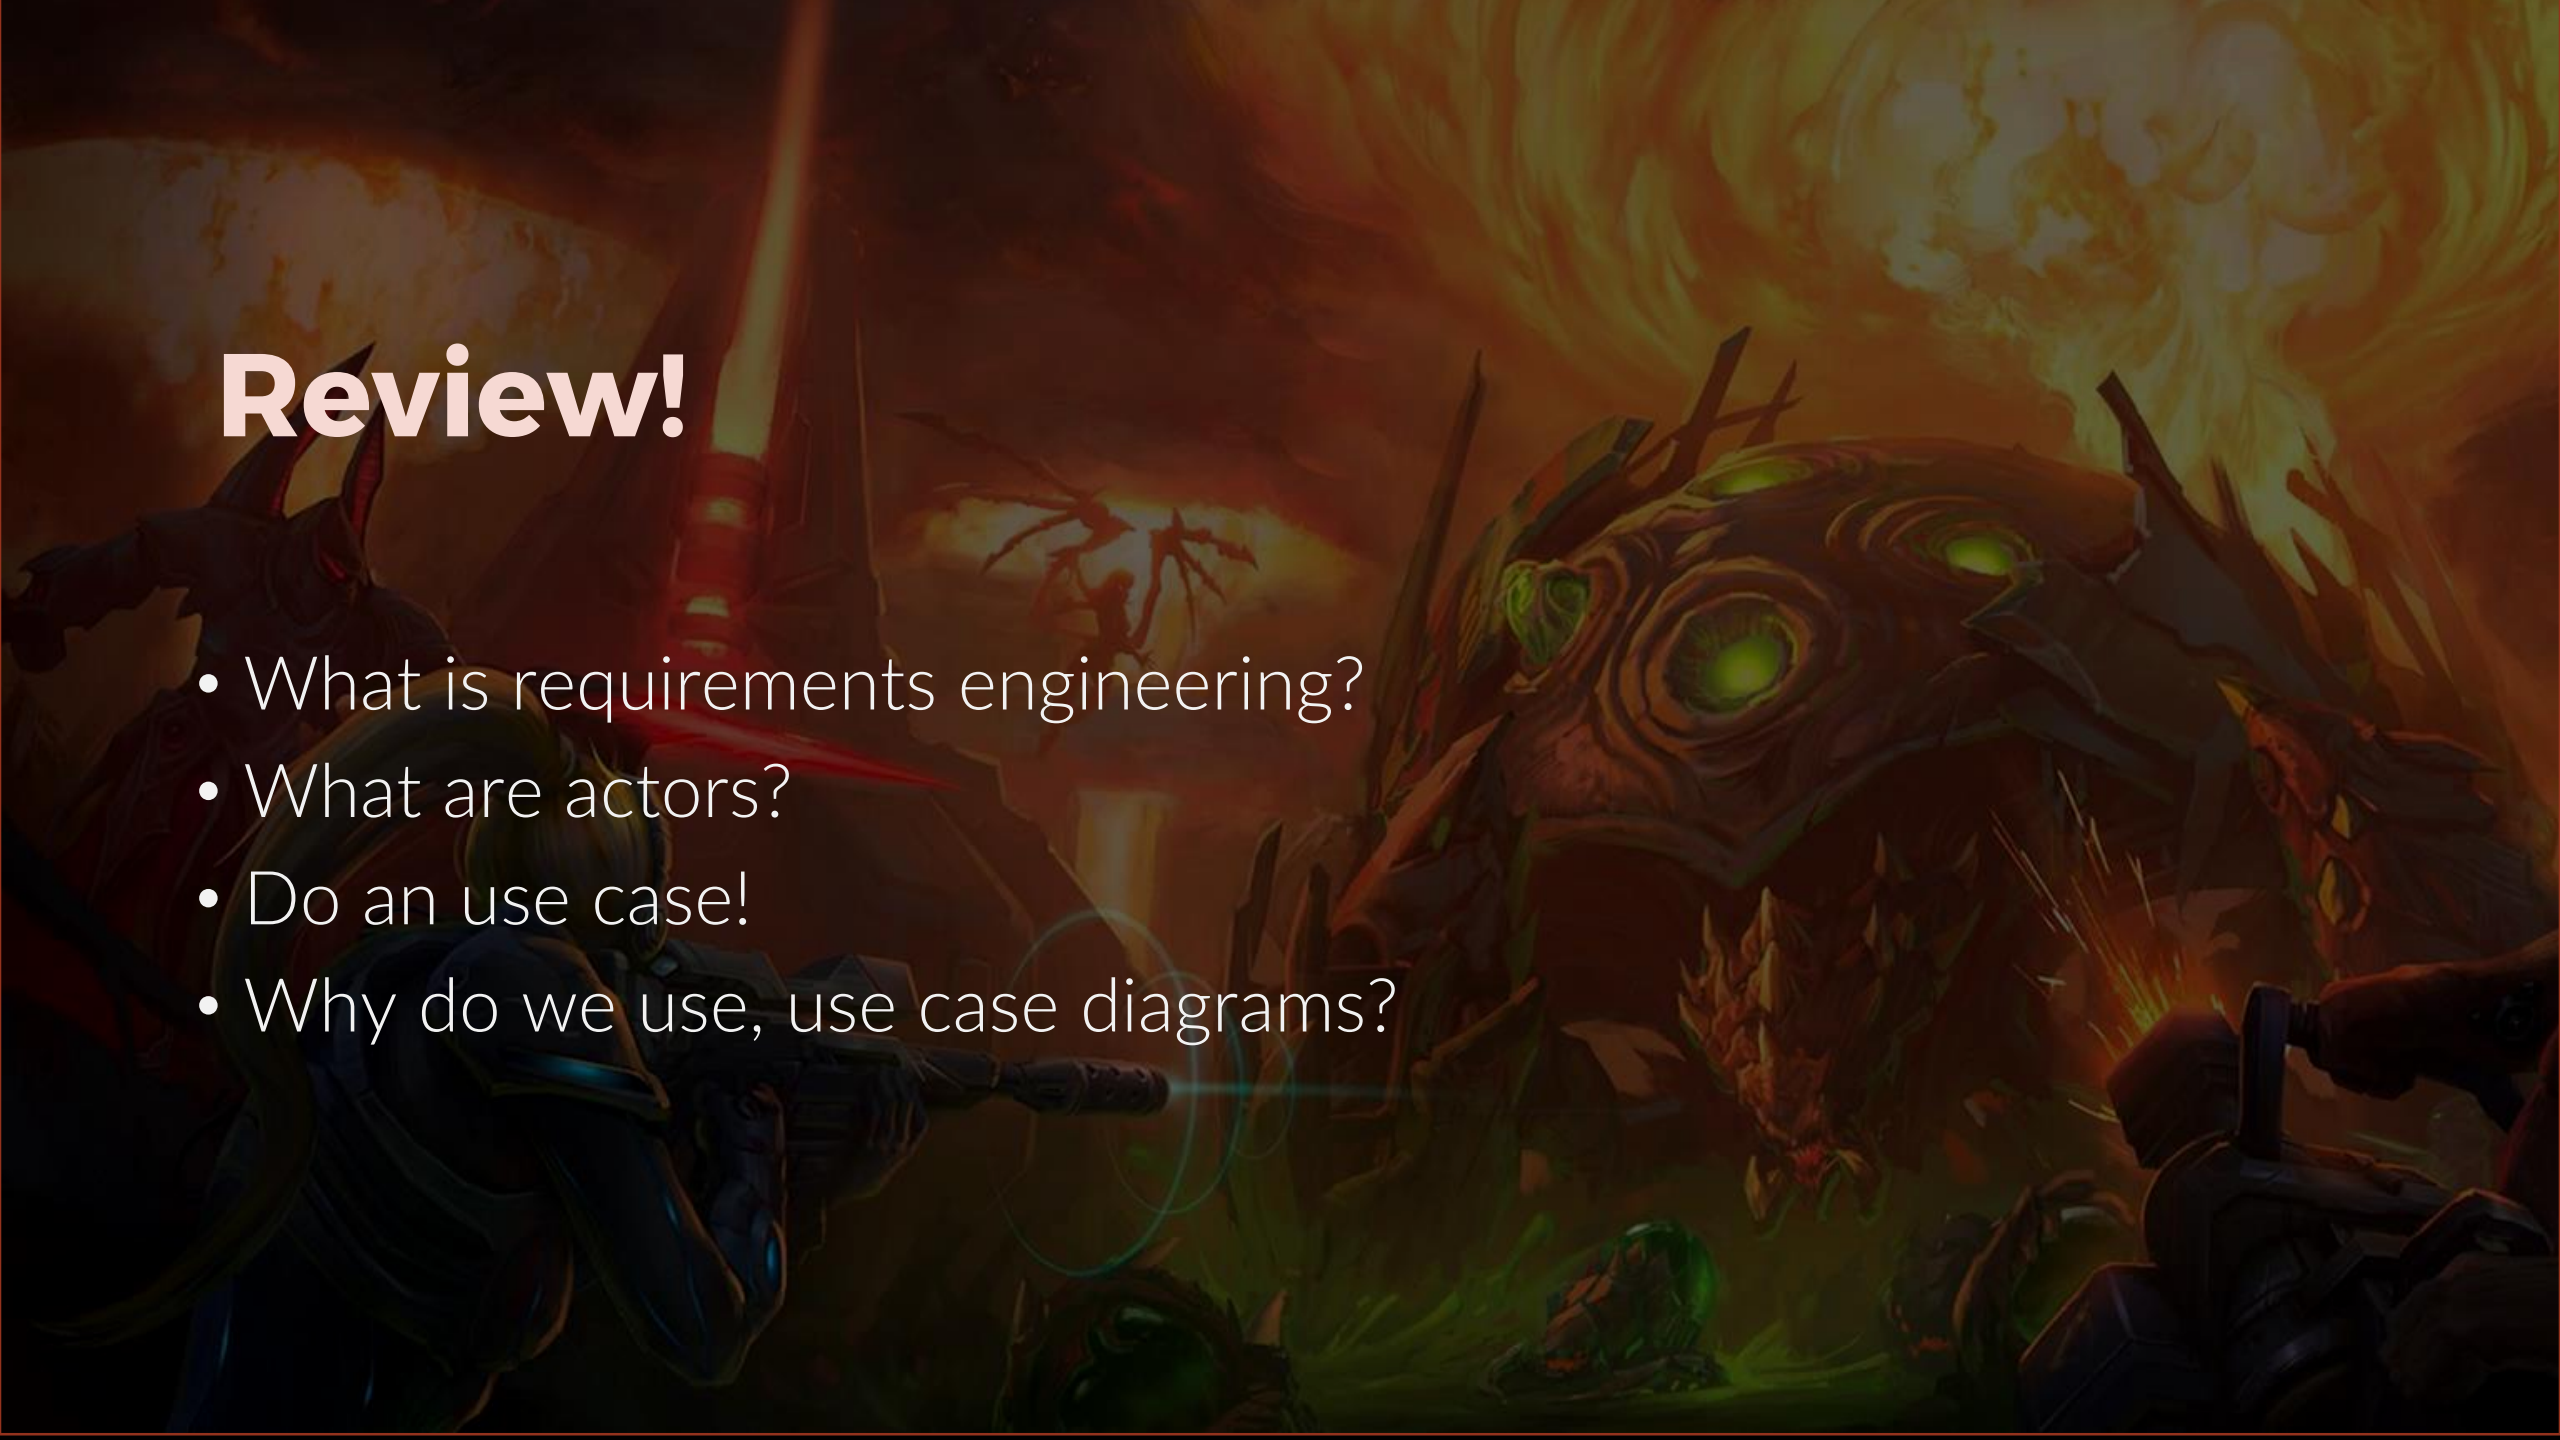 Review!
• What is requirements engineering?
• What are actors?
• Do an use case!
• Why do we use, use case diagrams?